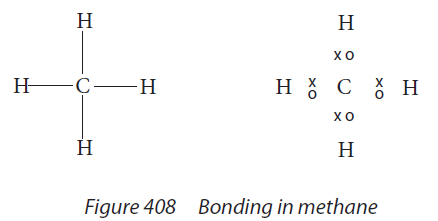 H H
x o
H C H H x o C x o H
x o
H H
Figure 408 Bonding in methane